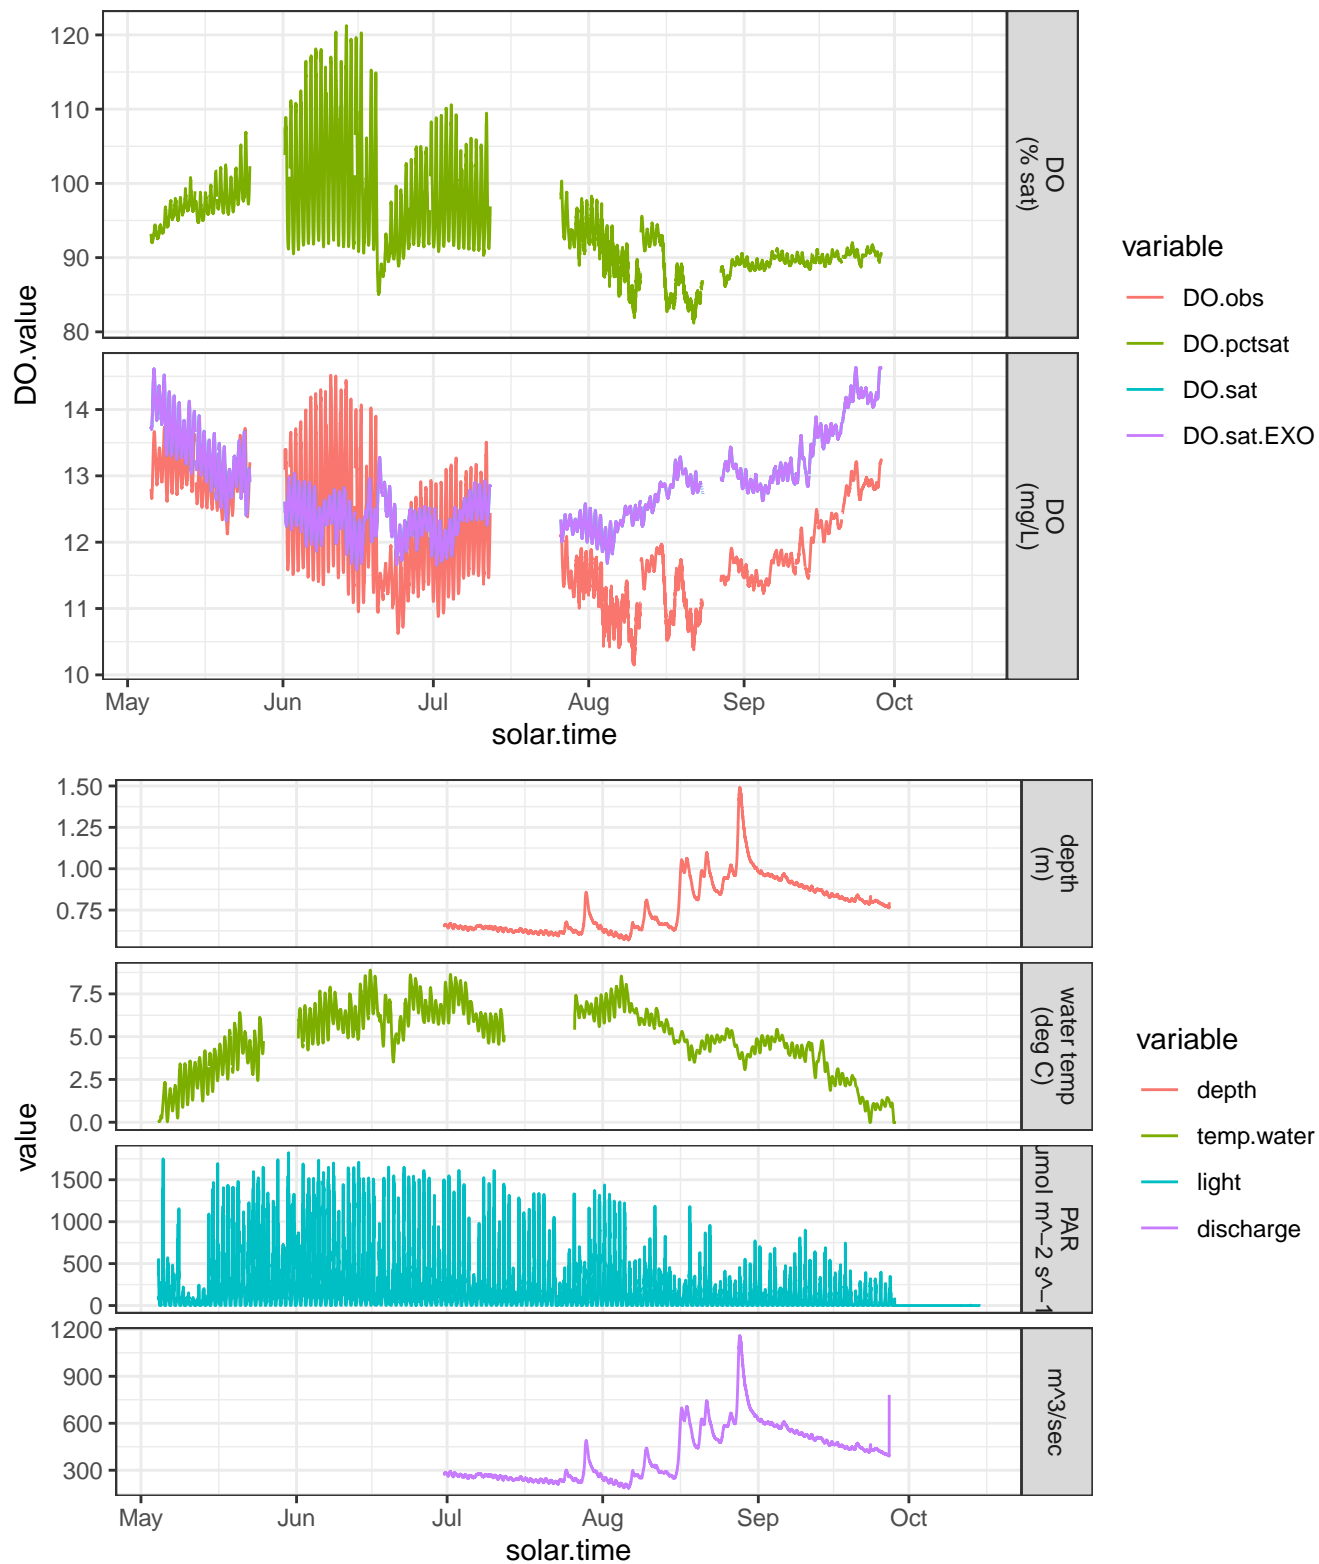 DO.value
120
110
100
90
80
DO
(% sat)
14
13
12
11
10
DO
(mg/L)
May Jun Jul Aug Sep Oct
solar.time
variable
DO.obs
DO.pctsat
DO.sat
DO.sat.EXO
value
1.50
1.25
1.00
0.75
depth
(m)
7.5
5.0
2.5
0.0
water temp
(deg C)
1500
1000
500
0
PAR
umol m^-2 s^-1
1200
900
600
300
m^3/sec
May Jun Jul Aug Sep Oct
solar.time
variable
depth
temp.water
light
discharge